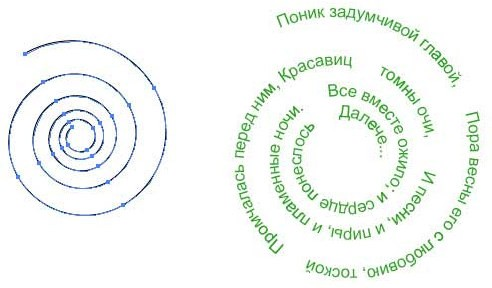 Поник задумчивой главой,
Пора весны его с любовию, тоской
Промчалась перед ним, Красавиц томны очи,
И песни, и пиры, и пламенные ночи.
Все вместе ожило, и сердце понеслось
Далече...